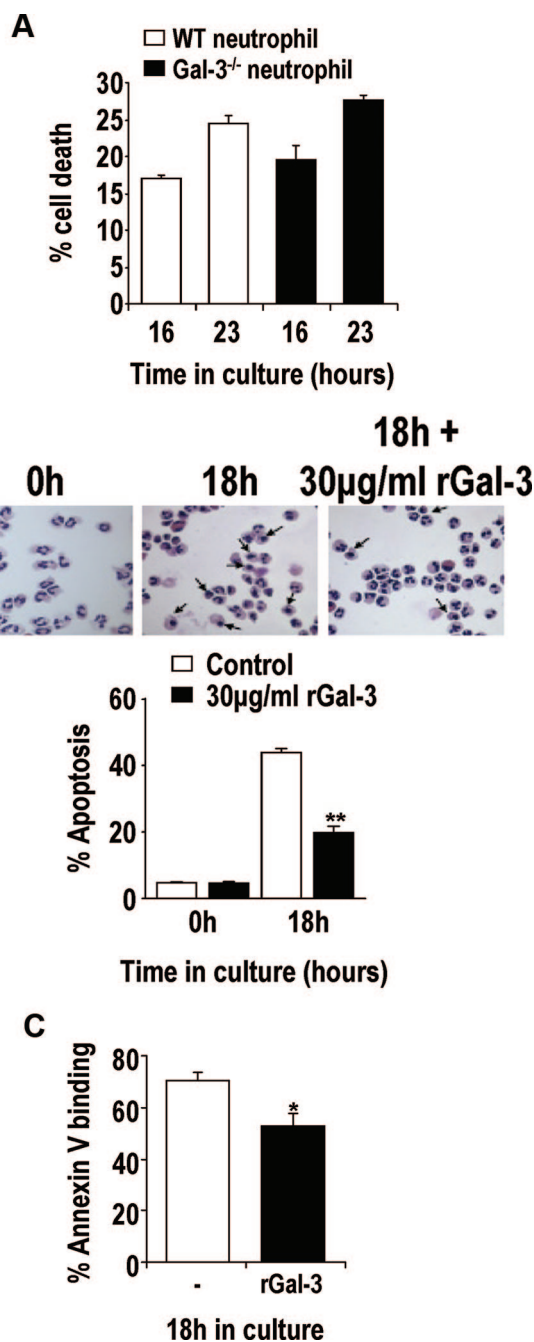 A
WT neutrophil
Gal-3-/- neutrophil
% cell death
30
25
20
15
10
5
0
16 23 16 23
Time in culture (hours)
0h
18h
18h +
30µg/ml rGal-3
Control
30µg/ml rGal-3
% Apoptosis
60
40
20
0
**
0h 18h
Time in culture (hours)
C
% Annexin V binding
80
60
40
20
0
*
- rGal-3
18h in culture